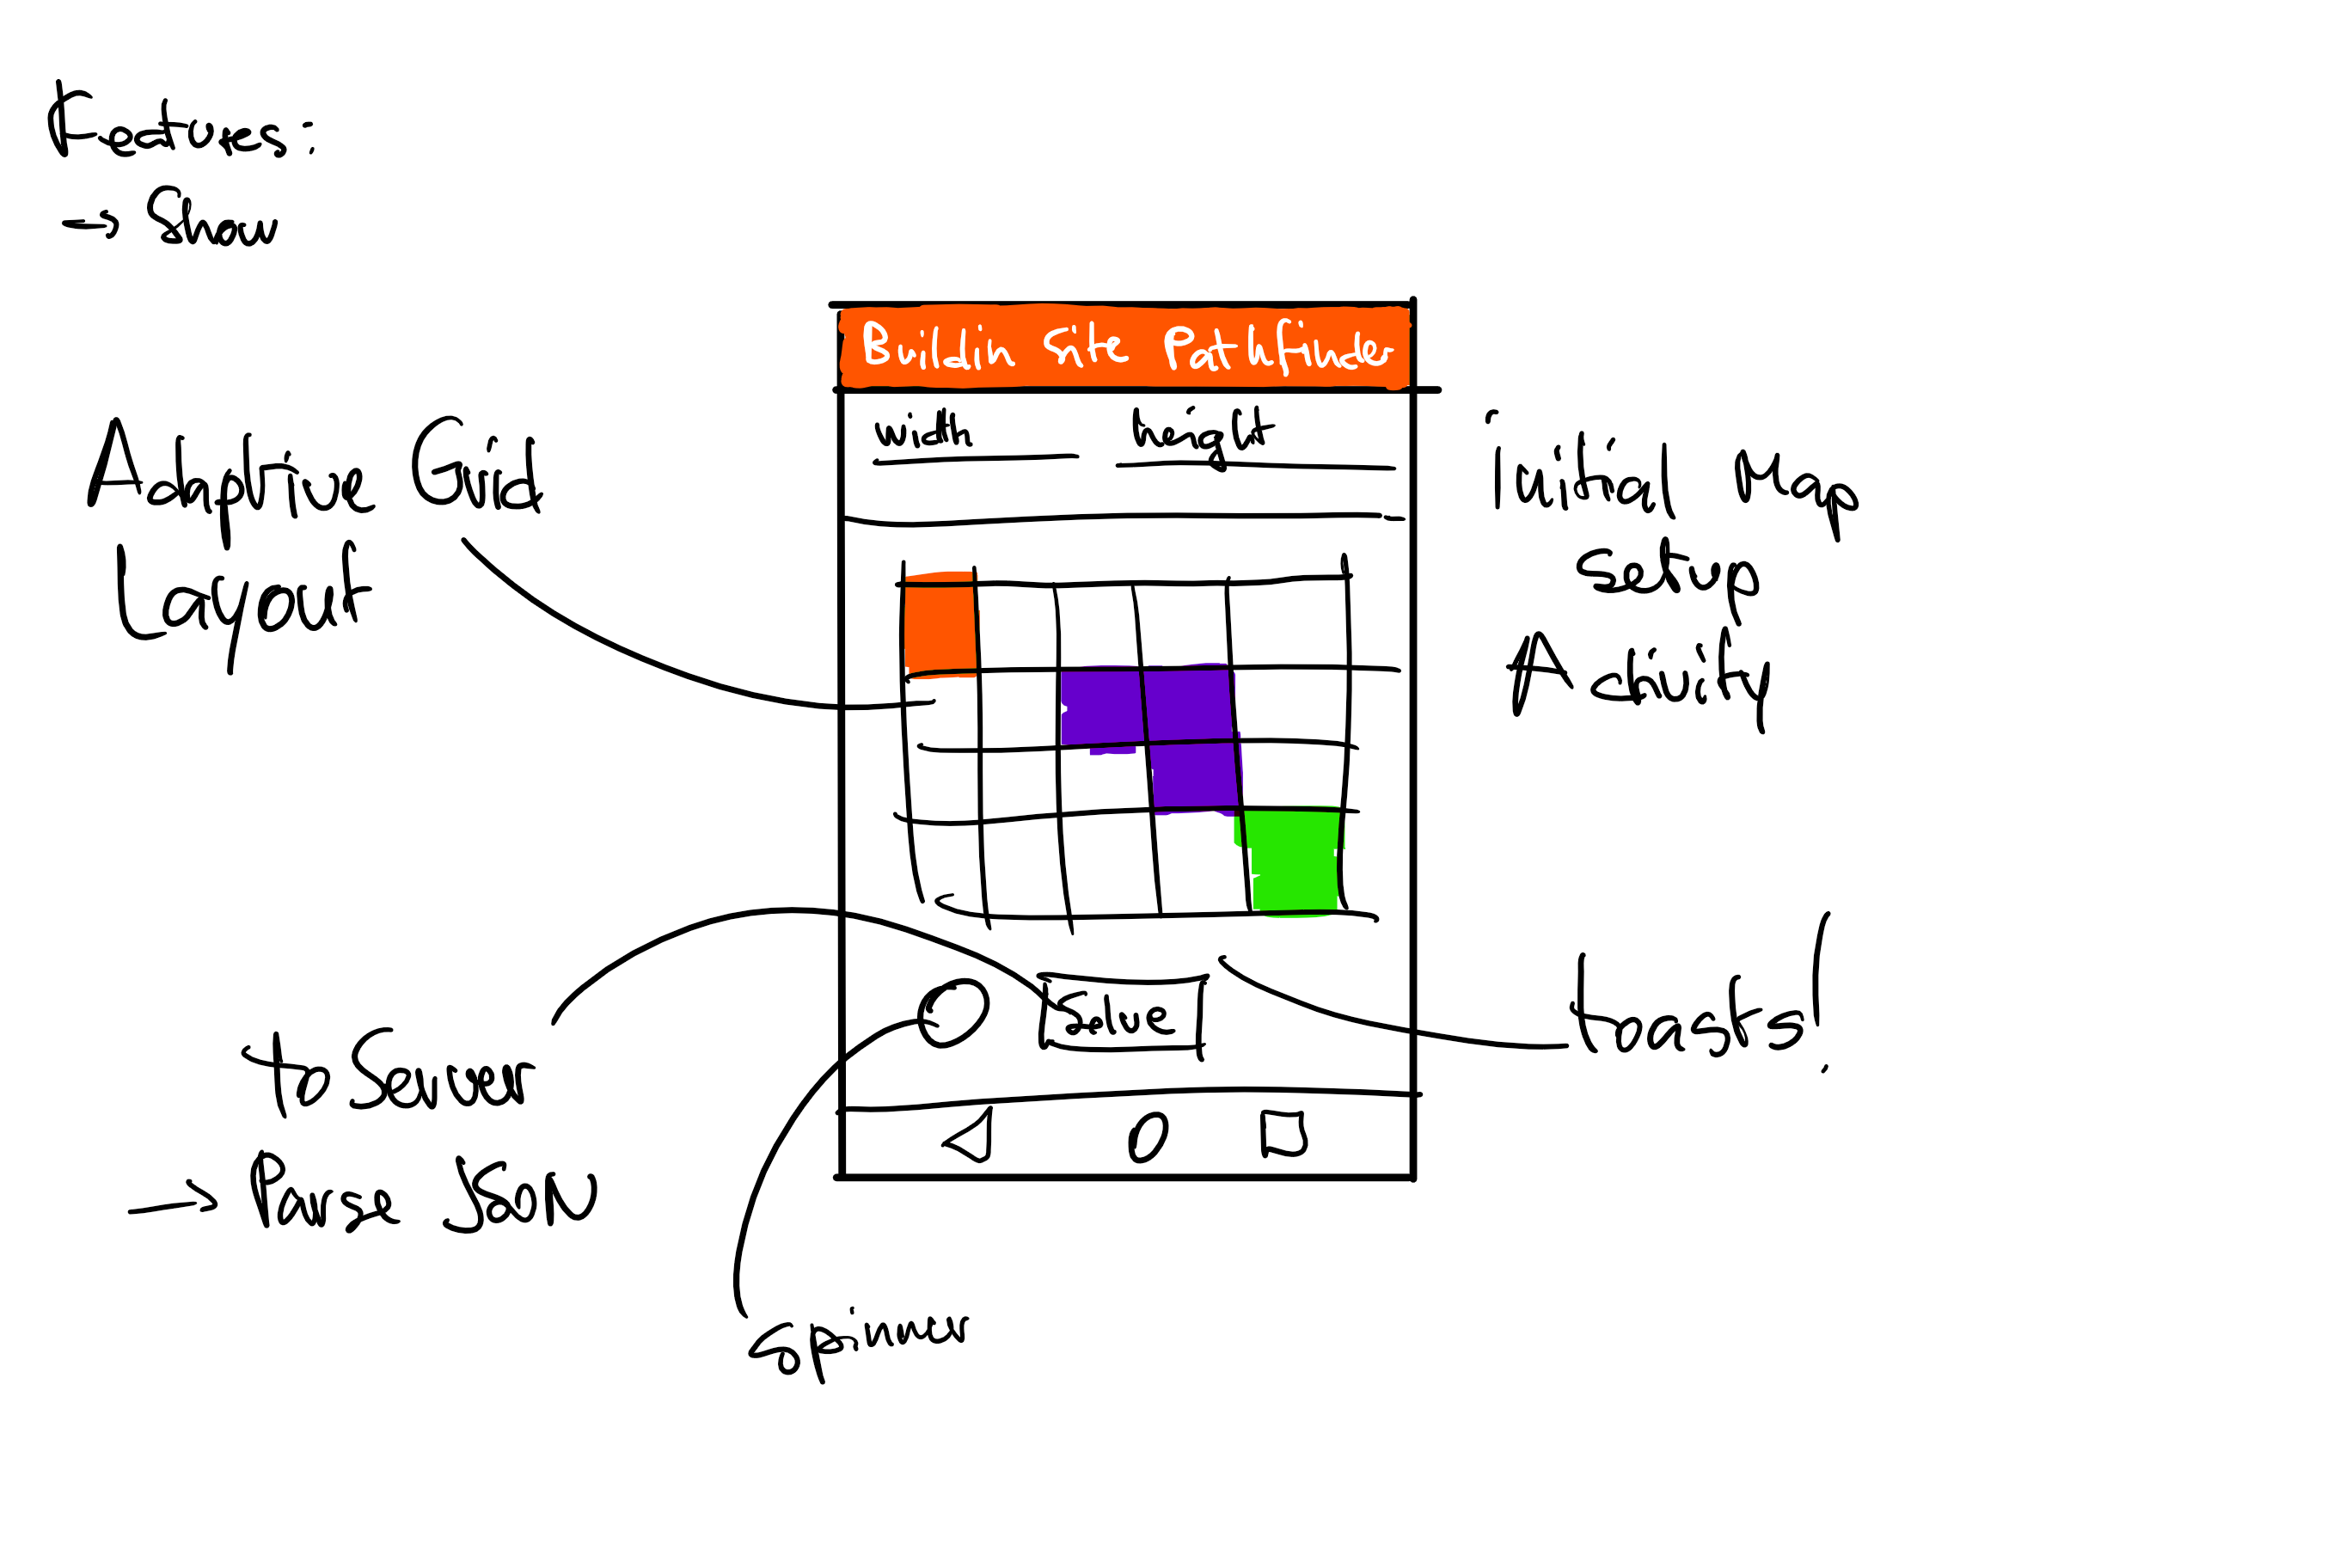 Features:
→ Show
Buildin Site Pathfinder
width height
Adaptive Grid
Layout
initial Map
setup
Activity
Solve
toasts!
to Server
→ Parse JSON
Spinner